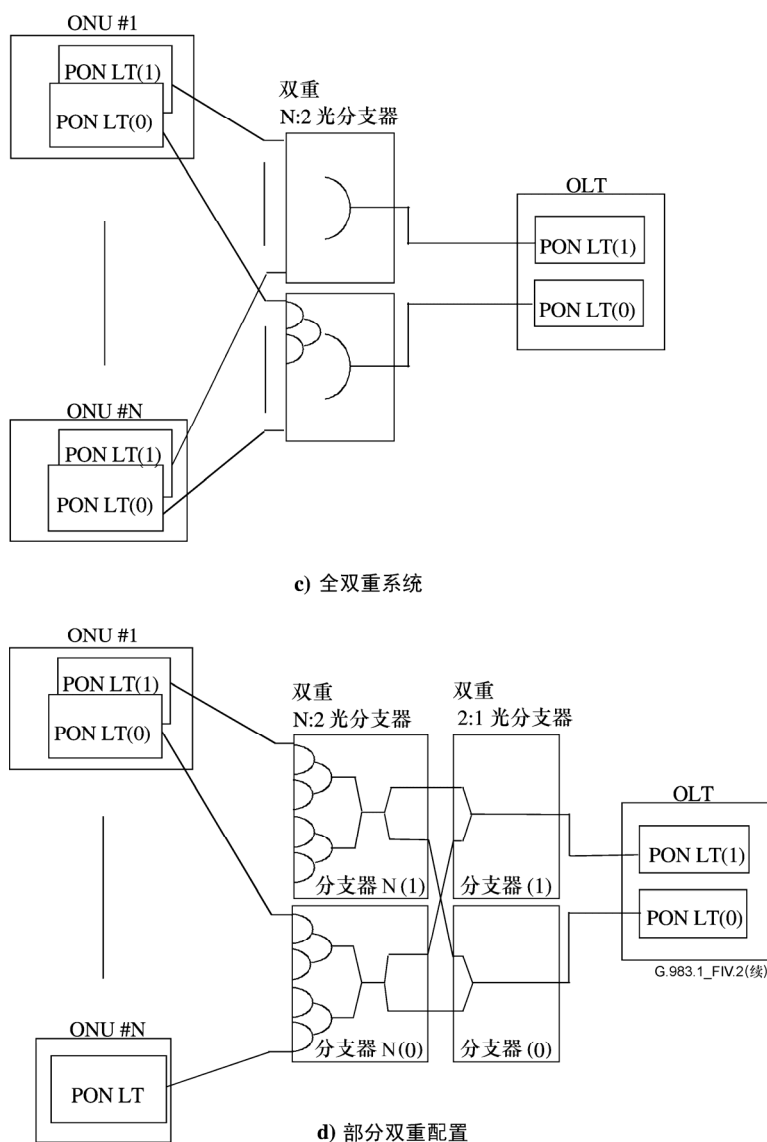 ONU #1
PON LT(1)
PON LT(0)
双重
N:2 光分支器
OLT
PON LT(1)
PON LT(0)
ONU #N
PON LT(1)
PON LT(0)
c) 全双重系统
ONU #1
PON LT(1)
PON LT(0)
双重
N:2 光分支器
双重
2:1 光分支器
OLT
PON LT(1)
PON LT(0)
分支器 N (1)
分支器 (1)
G.983.1_FIV.2(续)
ONU #N
PON LT
分支器 N(0)
分支器 (0)
d) 部分双重配置